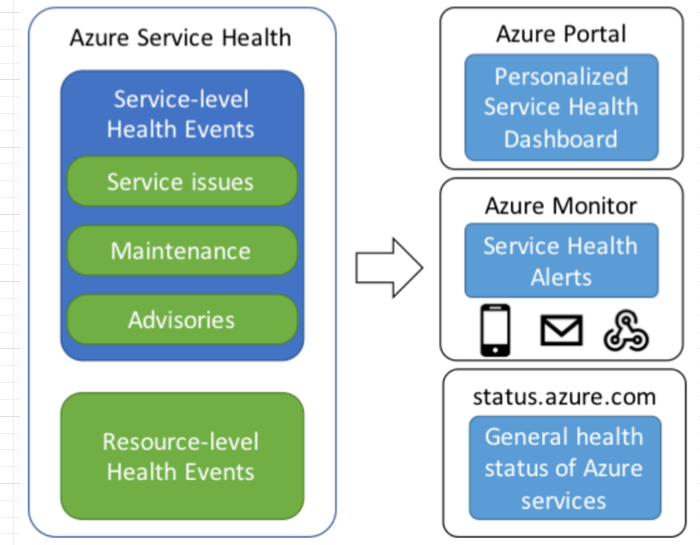 Azure Service Health
Service-level
Health Events
Service issues
Maintenance
Advisories
Resource-level
Health Events
Azure Portal
Personalized
Service Health
Dashboard
Azure Monitor
Service Health
Alerts
status.azure.com
General health
status of Azure
services